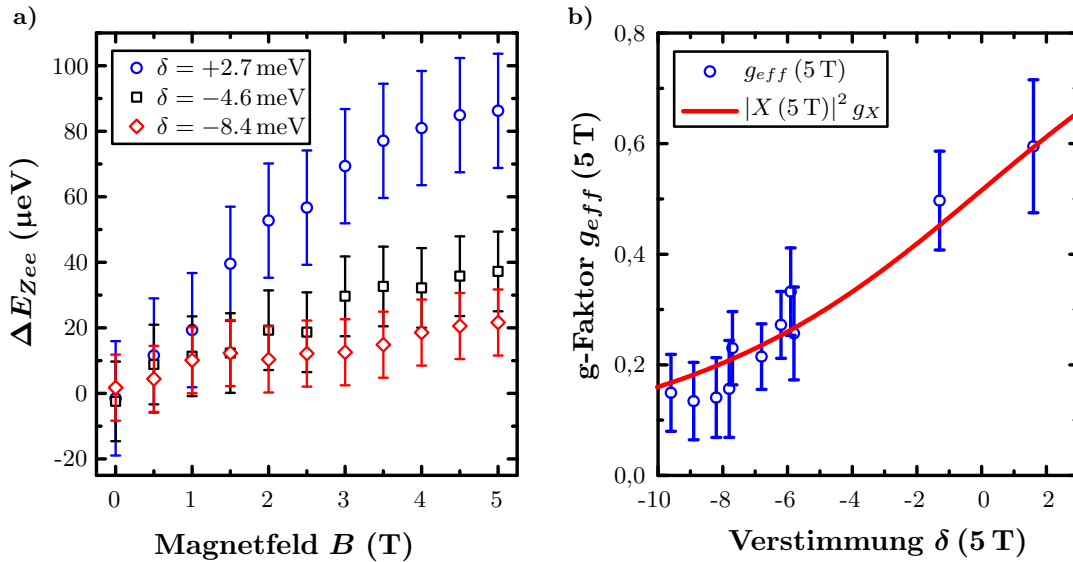 a)
δ = +2.7 meV
δ = −4.6 meV
δ = −8.4 meV
ΔE_Zee (μeV)
100
80
60
40
20
0
-20
0 1 2 3 4 5
Magnetfeld B (T)
b)
g_eff (5 T)
|X (5 T)|² g_X
g-Faktor g_eff (5 T)
0,8
0,6
0,4
0,2
0,0
-10 -8 -6 -4 -2 0 2
Verstimmung δ (5 T)